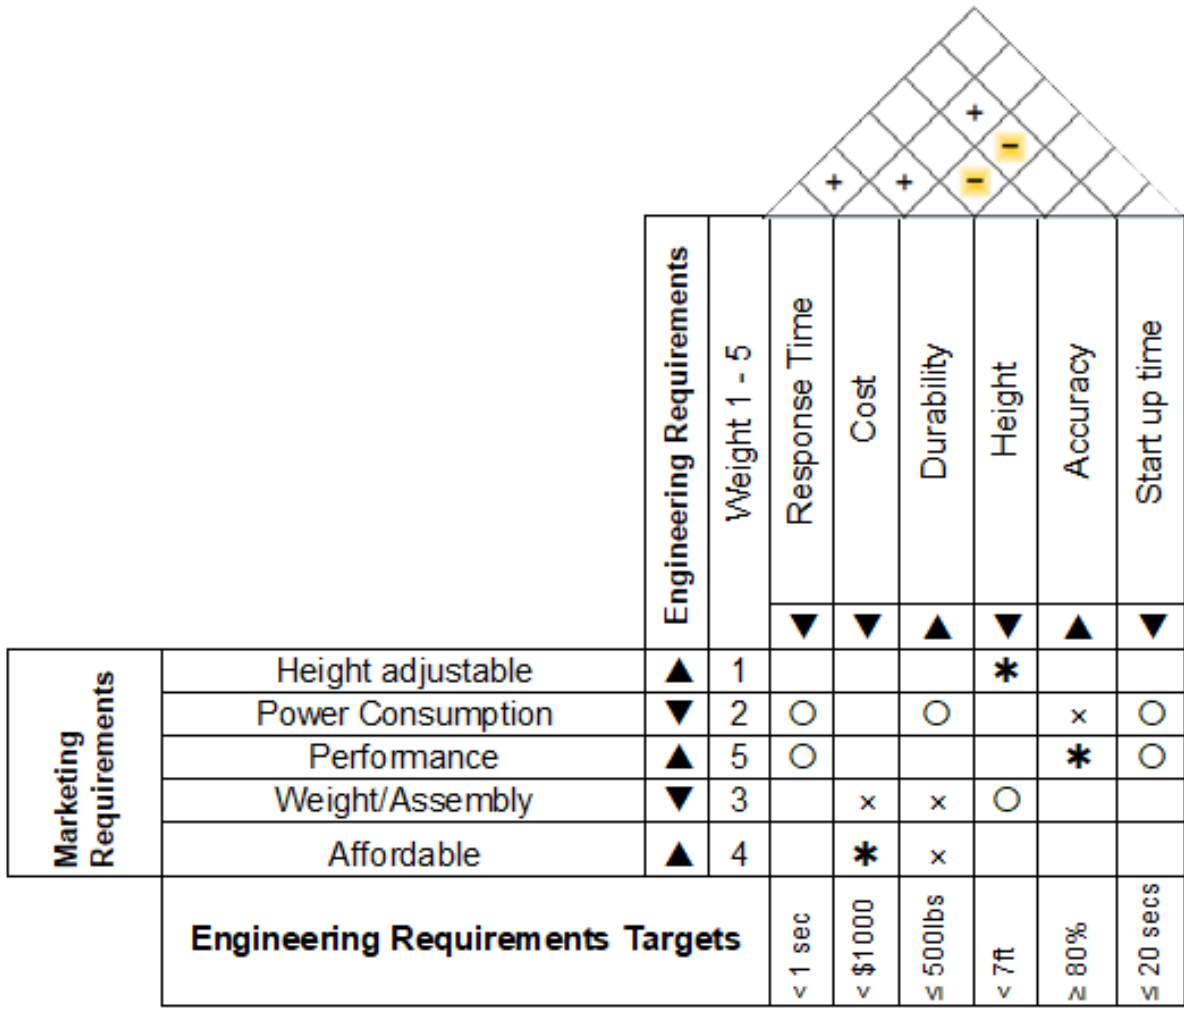 +
−
+ + −
Engineering Requirements
Weight 1 - 5
Response Time
Cost
Durability
Height
Accuracy
Start up time
▼ ▼ ▲ ▼ ▲ ▼
Marketing
Requirements
Height adjustable ▲ 1 ✱
Power Consumption ▼ 2 ○ ○ × ○
Performance ▲ 5 ○ ✱ ○
Weight/Assembly ▼ 3 × × ○
Affordable ▲ 4 ✱ ×
Engineering Requirements Targets
< 1 sec
< $1000
≤ 500lbs
< 7ft
≥ 80%
≤ 20 secs